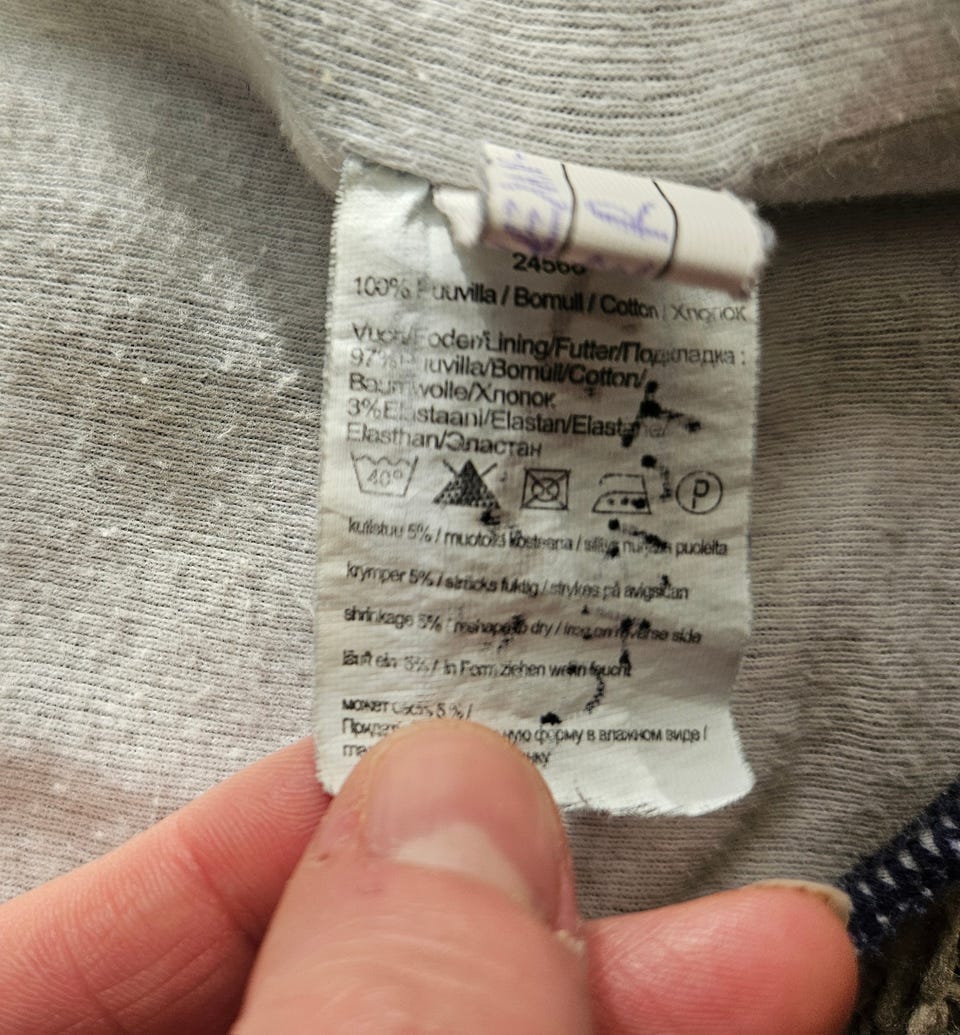 24566
100% Puuvilla / Bomull / Cotton / Хлопок
Vuori/Foder/Lining/Futter/Подкладка :
97% Puuvilla/Bomull/Cotton/
Baumwolle/Хлопок
3% Elastaani/Elastan/Elastane/
Elasthan/Эластан
40° P
kutistuu 5% / muotoili kosteana / silitys nurjalta puolelta
krymper 5% / sträcks fuktig / strykes på avigsidan
shrinkage 5% / reshape to dry / iron on reverse side
läuft ein 5% / in Form ziehen wenn feucht
может сесть 5 % /
форму в влажном виде /